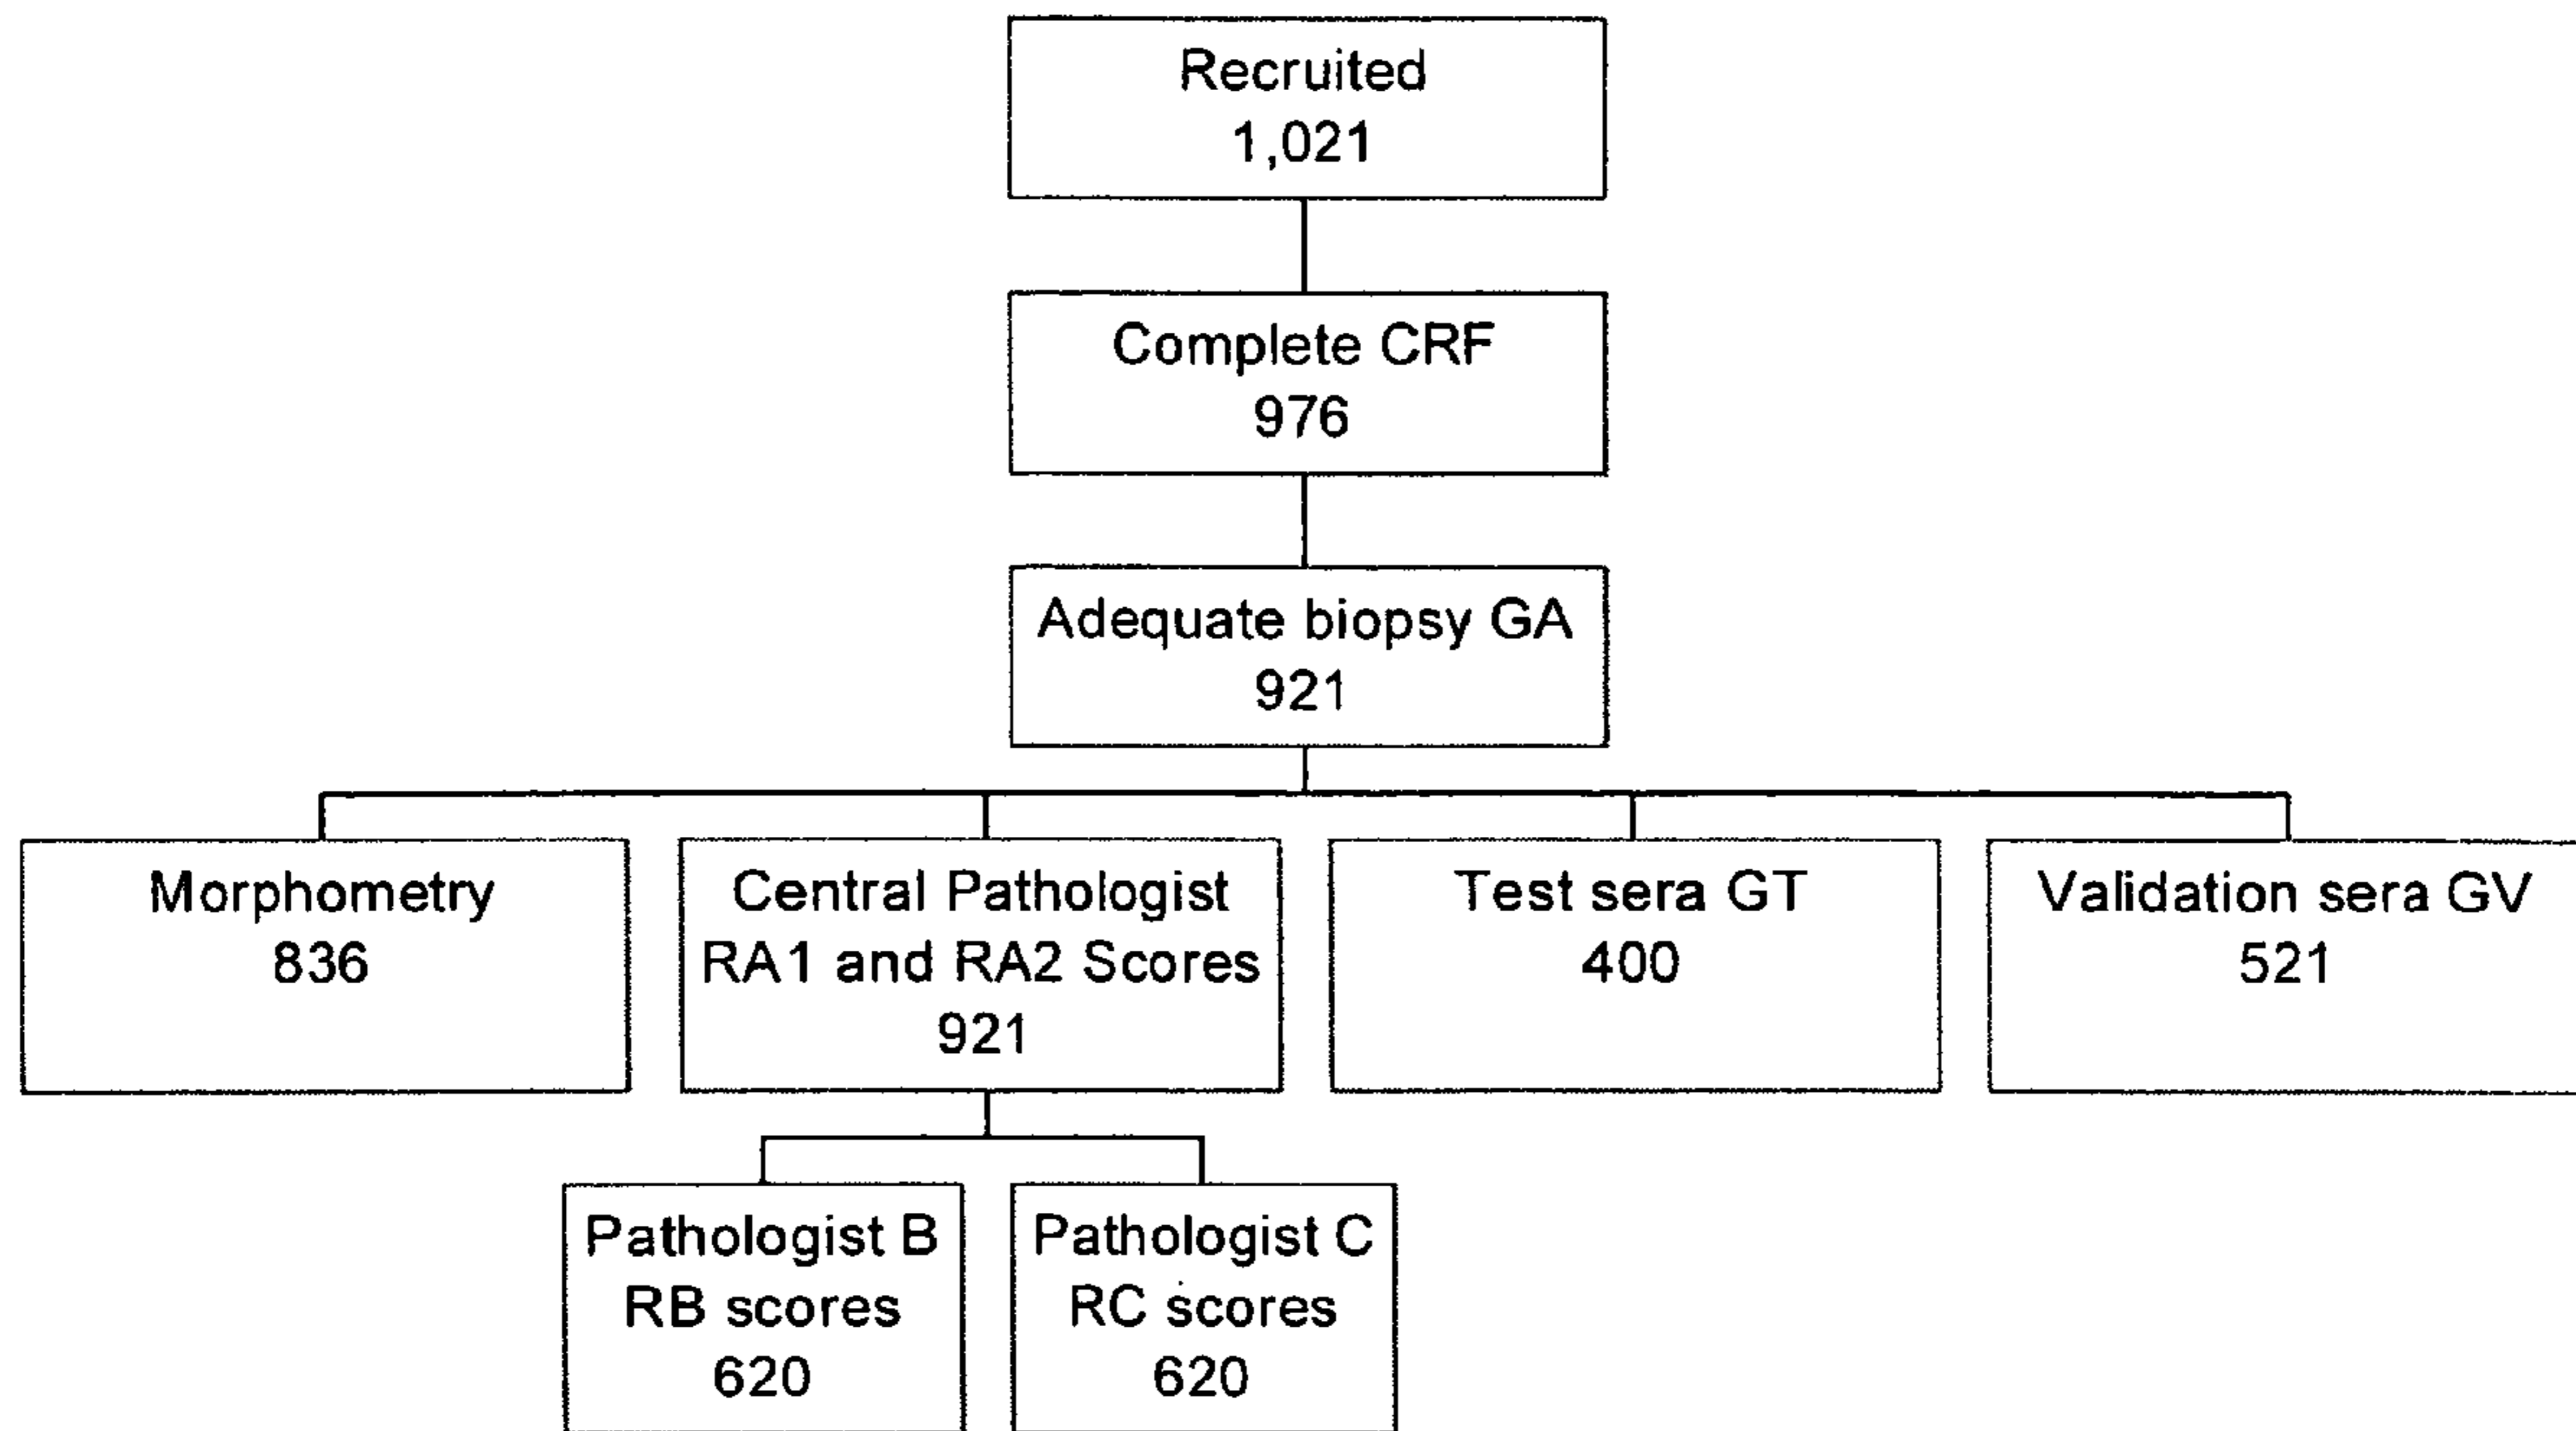 Recruited
1,021
Complete CRF
976
Adequate biopsy GA
921
Morphometry
836
Central Pathologist
RA1 and RA2 Scores
921
Test sera GT
400
Validation sera GV
521
Pathologist B
RB scores
620
Pathologist C
RC scores
620